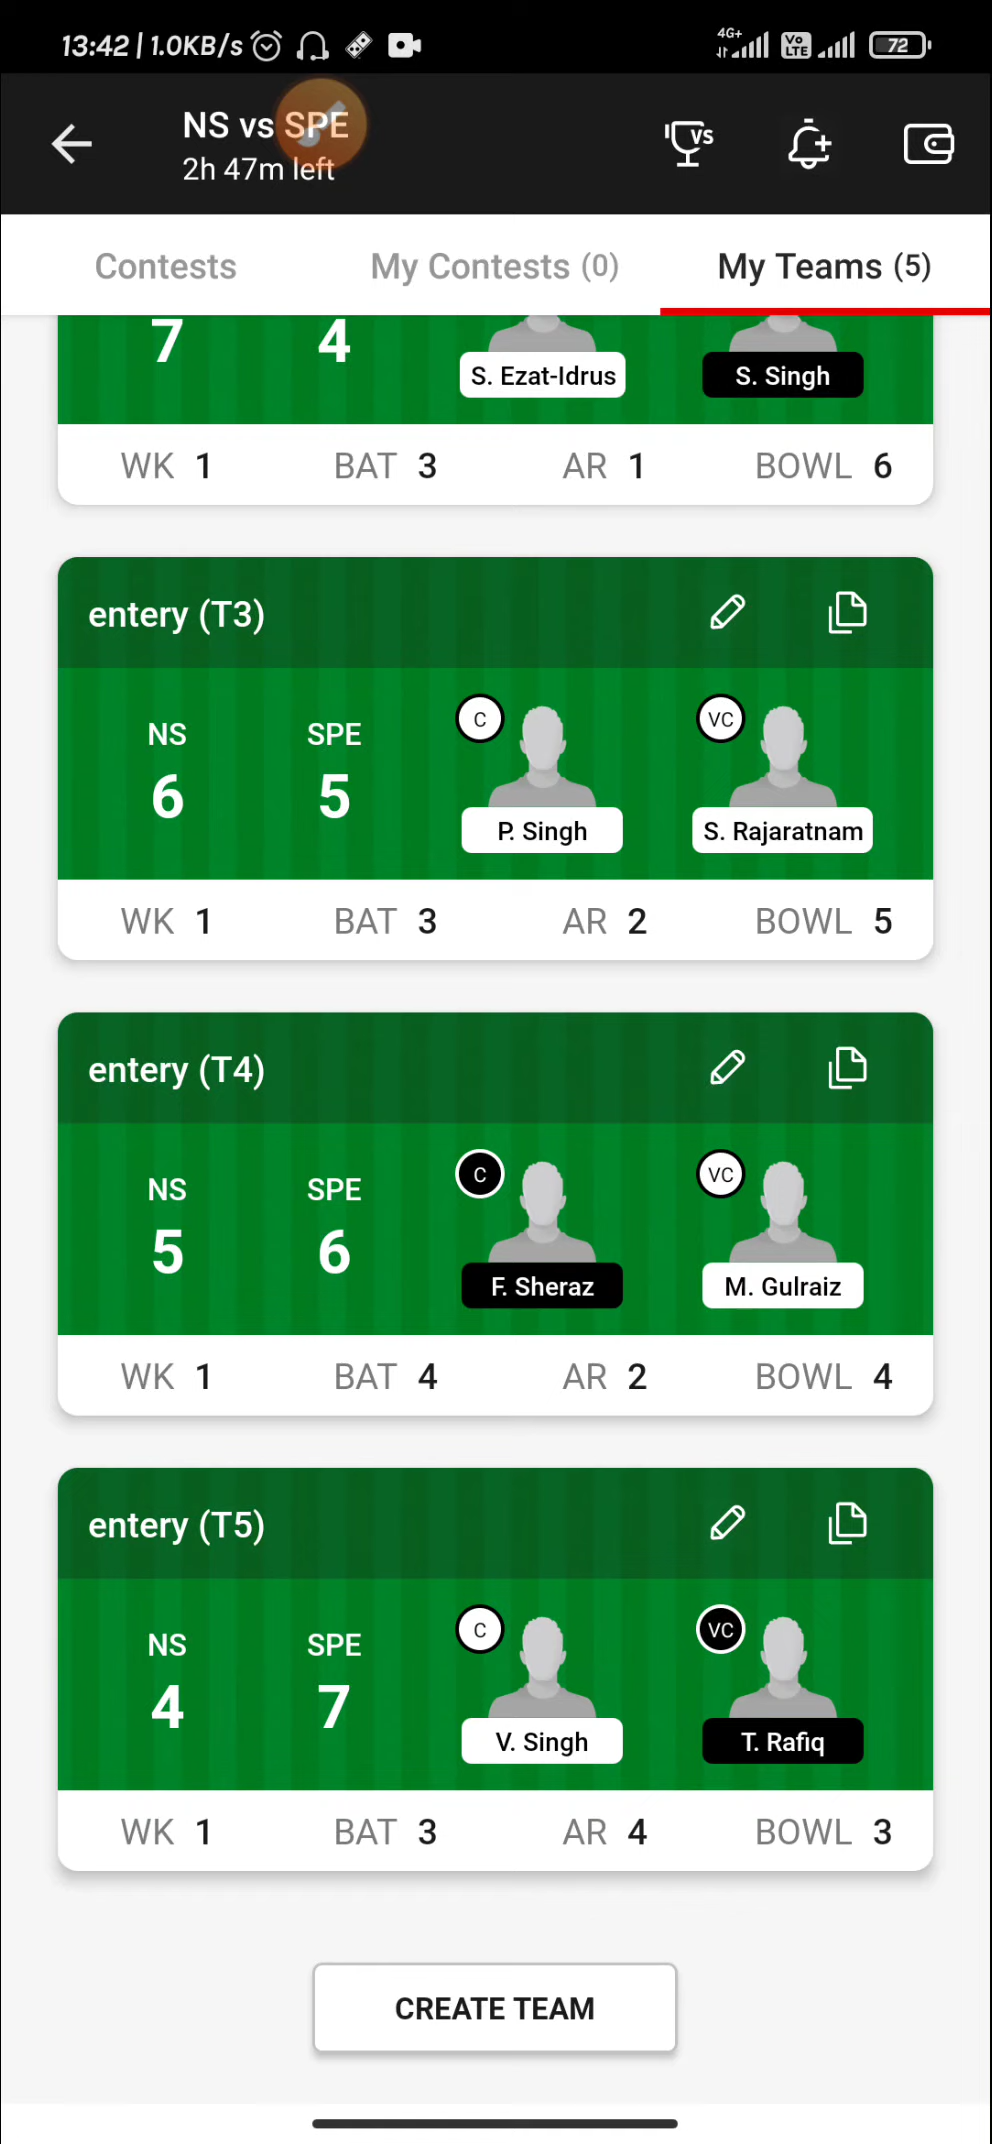 13:42 | 1.0KB/s 4G+ Vo LTE 72
NS vs SPE
2h 47m left
VS
Contests My Contests (0) My Teams (5)
7 4
S. Ezat-Idrus S. Singh
WK 1 BAT 3 AR 1 BOWL 6
entery (T3)
C VC
NS SPE
6 5
P. Singh S. Rajaratnam
WK 1 BAT 3 AR 2 BOWL 5
entery (T4)
C VC
NS SPE
5 6
F. Sheraz M. Gulraiz
WK 1 BAT 4 AR 2 BOWL 4
entery (T5)
C VC
NS SPE
4 7
V. Singh T. Rafiq
WK 1 BAT 3 AR 4 BOWL 3
CREATE TEAM